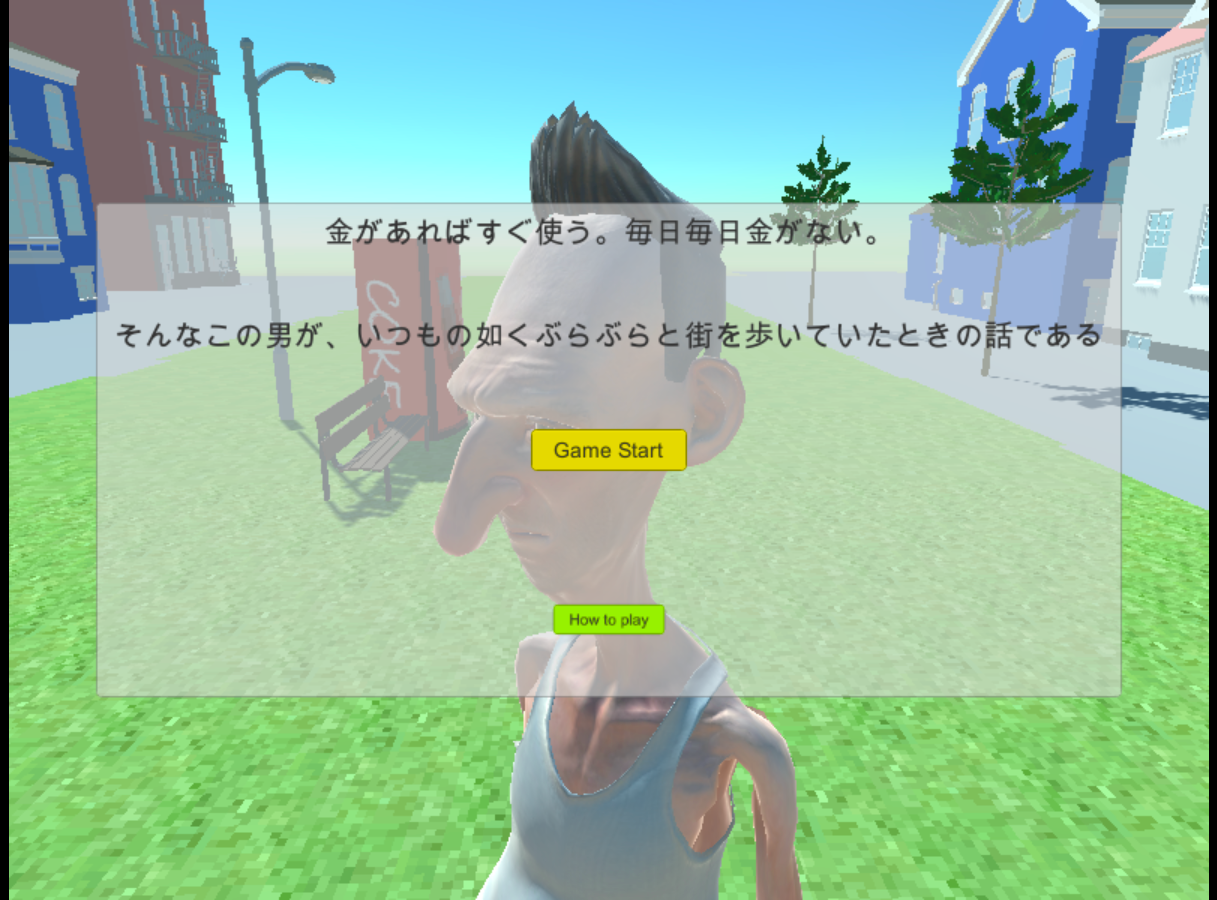 金があればすぐ使う。毎日毎日金がない。
COKE
そんなこの男が、いつもの如くぶらぶらと街を歩いていたときの話である
Game Start
How to play